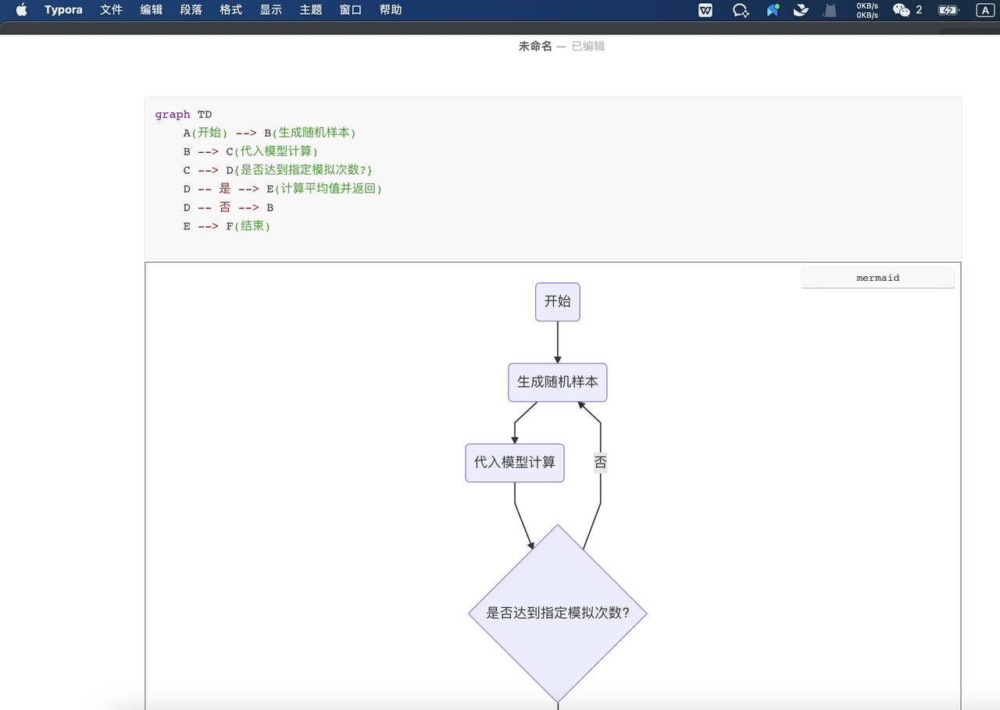 Typora 文件 编辑 段落 格式 显示 主题 窗口 帮助
0KB/s
0KB/s
2
A
未命名 — 已编辑
graph TD
A(开始) --> B(生成随机样本)
B --> C(代入模型计算)
C --> D{是否达到指定模拟次数?}
D -- 是 --> E(计算平均值并返回)
D -- 否 --> B
E --> F(结束)
mermaid
开始
生成随机样本
代入模型计算
否
是否达到指定模拟次数?